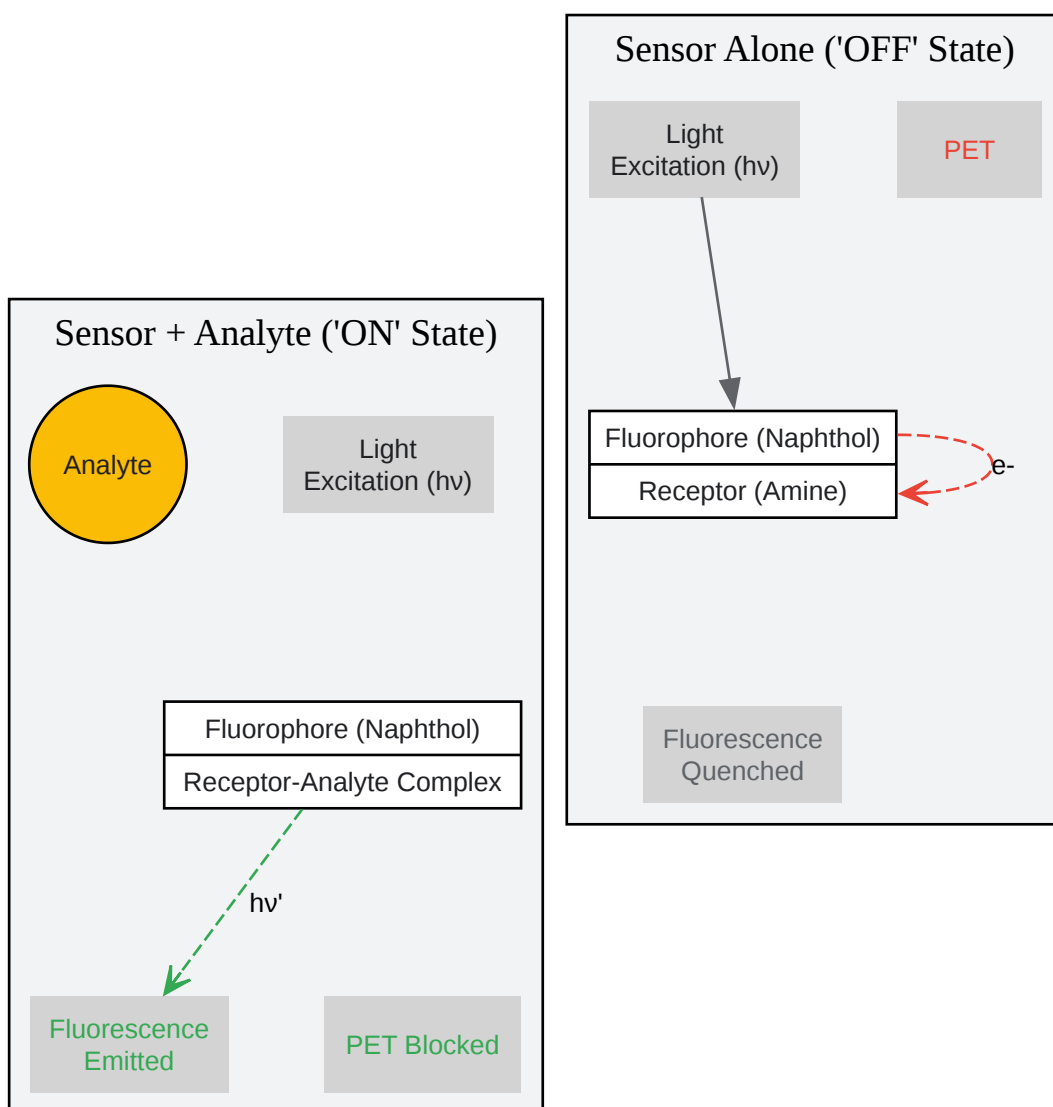 Sensor Alone ('OFF' State)
Light
Excitation (hν)
PET
Fluorophore (Naphthol)
e-
Receptor (Amine)
Fluorescence
Quenched
Sensor + Analyte ('ON' State)
Analyte
Light
Excitation (hν)
Fluorophore (Naphthol)
Receptor-Analyte Complex
hν'
Fluorescence
Emitted
PET Blocked